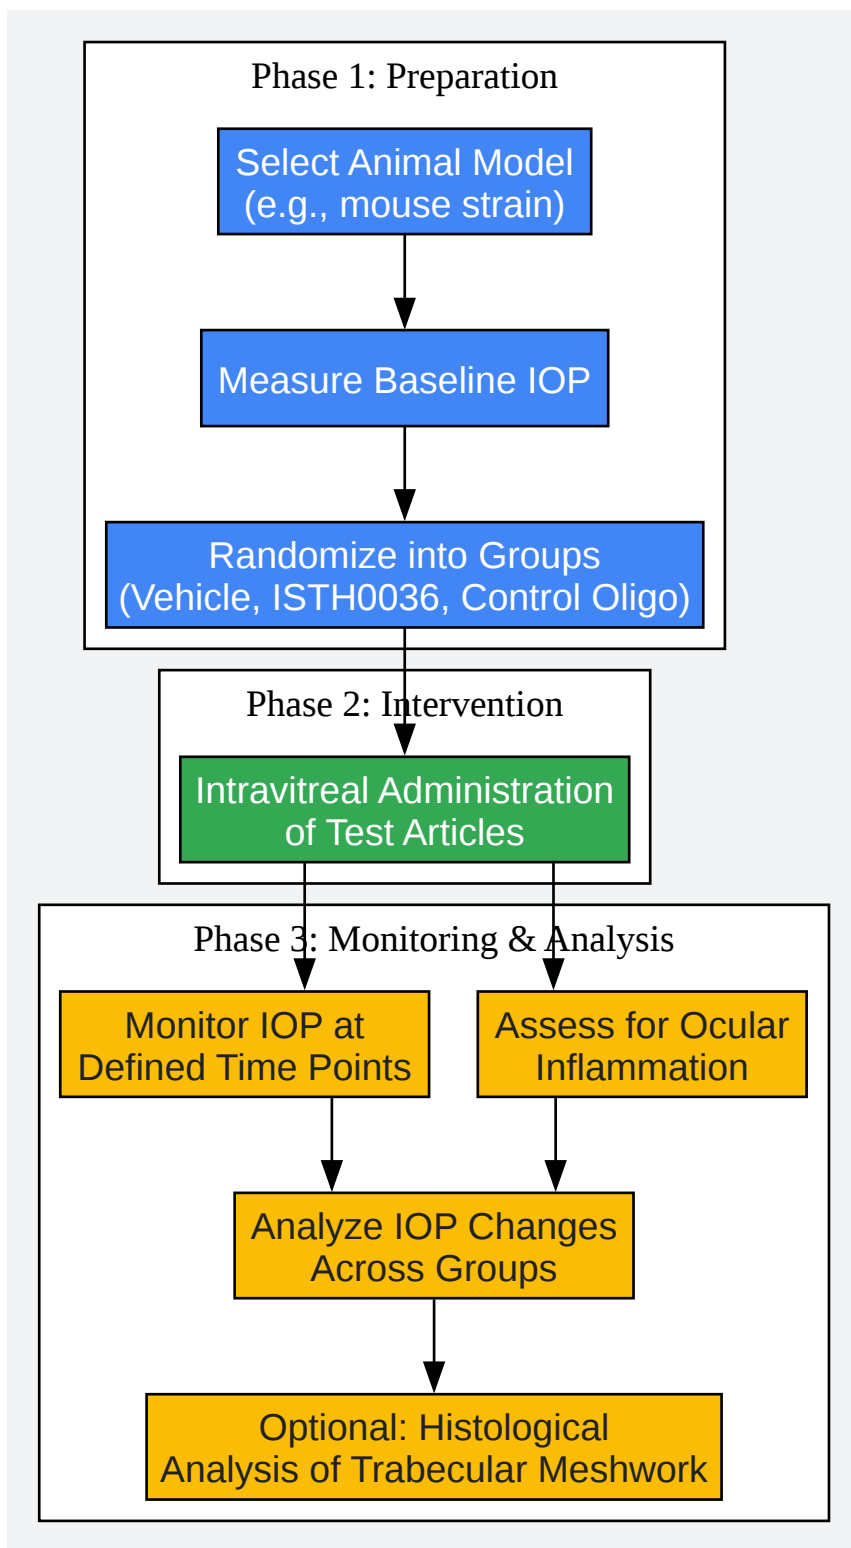 Phase 1: Preparation
Select Animal Model
(e.g., mouse strain)
Measure Baseline IOP
Randomize into Groups
(Vehicle, ISTH0036, Control Oligo)
Phase 2: Intervention
Intravitreal Administration
of Test Articles
Phase 3: Monitoring & Analysis
Monitor IOP at
Defined Time Points
Assess for Ocular
Inflammation
Analyze IOP Changes
Across Groups
Optional: Histological
Analysis of Trabecular Meshwork